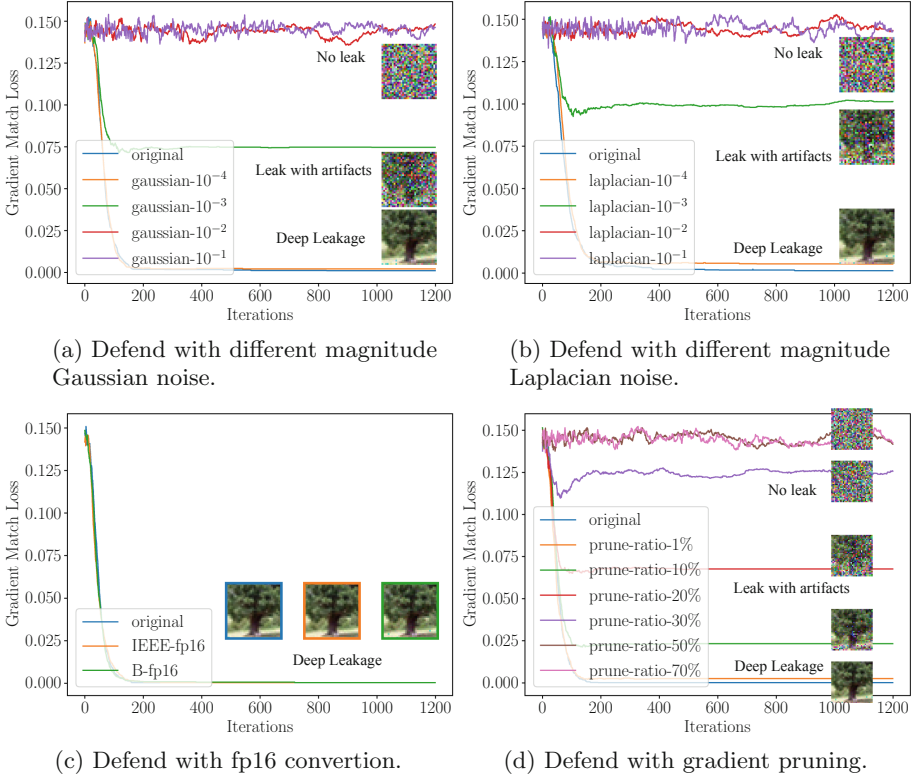 0.150
0.125
0.100
0.075
0.050
0.025
0.000
Gradient Match Loss
No leak
Leak with artifacts
Deep Leakage
original
gaussian-10⁻⁴
gaussian-10⁻³
gaussian-10⁻²
gaussian-10⁻¹
0 200 400 600 800 1000 1200
Iterations
(a) Defend with different magnitude
Gaussian noise.
0.150
0.125
0.100
0.075
0.050
0.025
0.000
Gradient Match Loss
No leak
Leak with artifacts
Deep Leakage
original
laplacian-10⁻⁴
laplacian-10⁻³
laplacian-10⁻²
laplacian-10⁻¹
0 200 400 600 800 1000 1200
Iterations
(b) Defend with different magnitude
Laplacian noise.
0.150
0.125
0.100
0.075
0.050
0.025
0.000
Gradient Match Loss
original
IEEE-fp16
B-fp16
Deep Leakage
0 200 400 600 800 1000 1200
Iterations
(c) Defend with fp16 convertion.
0.150
0.125
0.100
0.075
0.050
0.025
0.000
Gradient Match Loss
No leak
Leak with artifacts
Deep Leakage
original
prune-ratio-1%
prune-ratio-10%
prune-ratio-20%
prune-ratio-30%
prune-ratio-50%
prune-ratio-70%
0 200 400 600 800 1000 1200
Iterations
(d) Defend with gradient pruning.